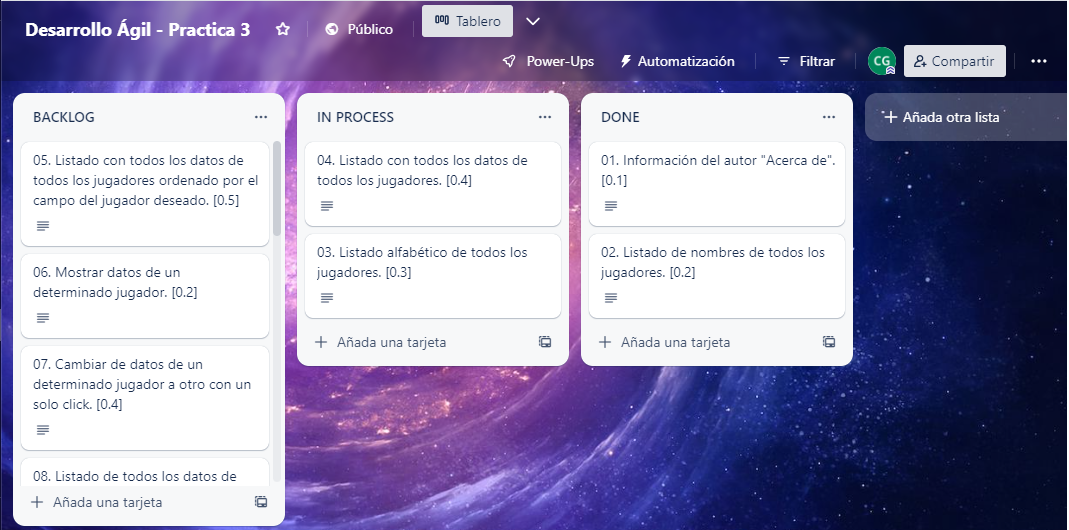 Desarrollo Ágil - Practica 3
Público
Tablero
Power-Ups
Automatización
Filtrar
CG
Compartir
BACKLOG
05. Listado con todos los datos de
todos los jugadores ordenado por el
campo del jugador deseado. [0.5]
06. Mostrar datos de un
determinado jugador. [0.2]
07. Cambiar de datos de un
determinado jugador a otro con un
solo click. [0.4]
08. Listado de todos los datos de
Añada una tarjeta
IN PROCESS
04. Listado con todos los datos de
todos los jugadores. [0.4]
03. Listado alfabético de todos los
jugadores. [0.3]
Añada una tarjeta
DONE
01. Información del autor "Acerca de".
[0.1]
02. Listado de nombres de todos los
jugadores. [0.2]
Añada una tarjeta
Añada otra lista